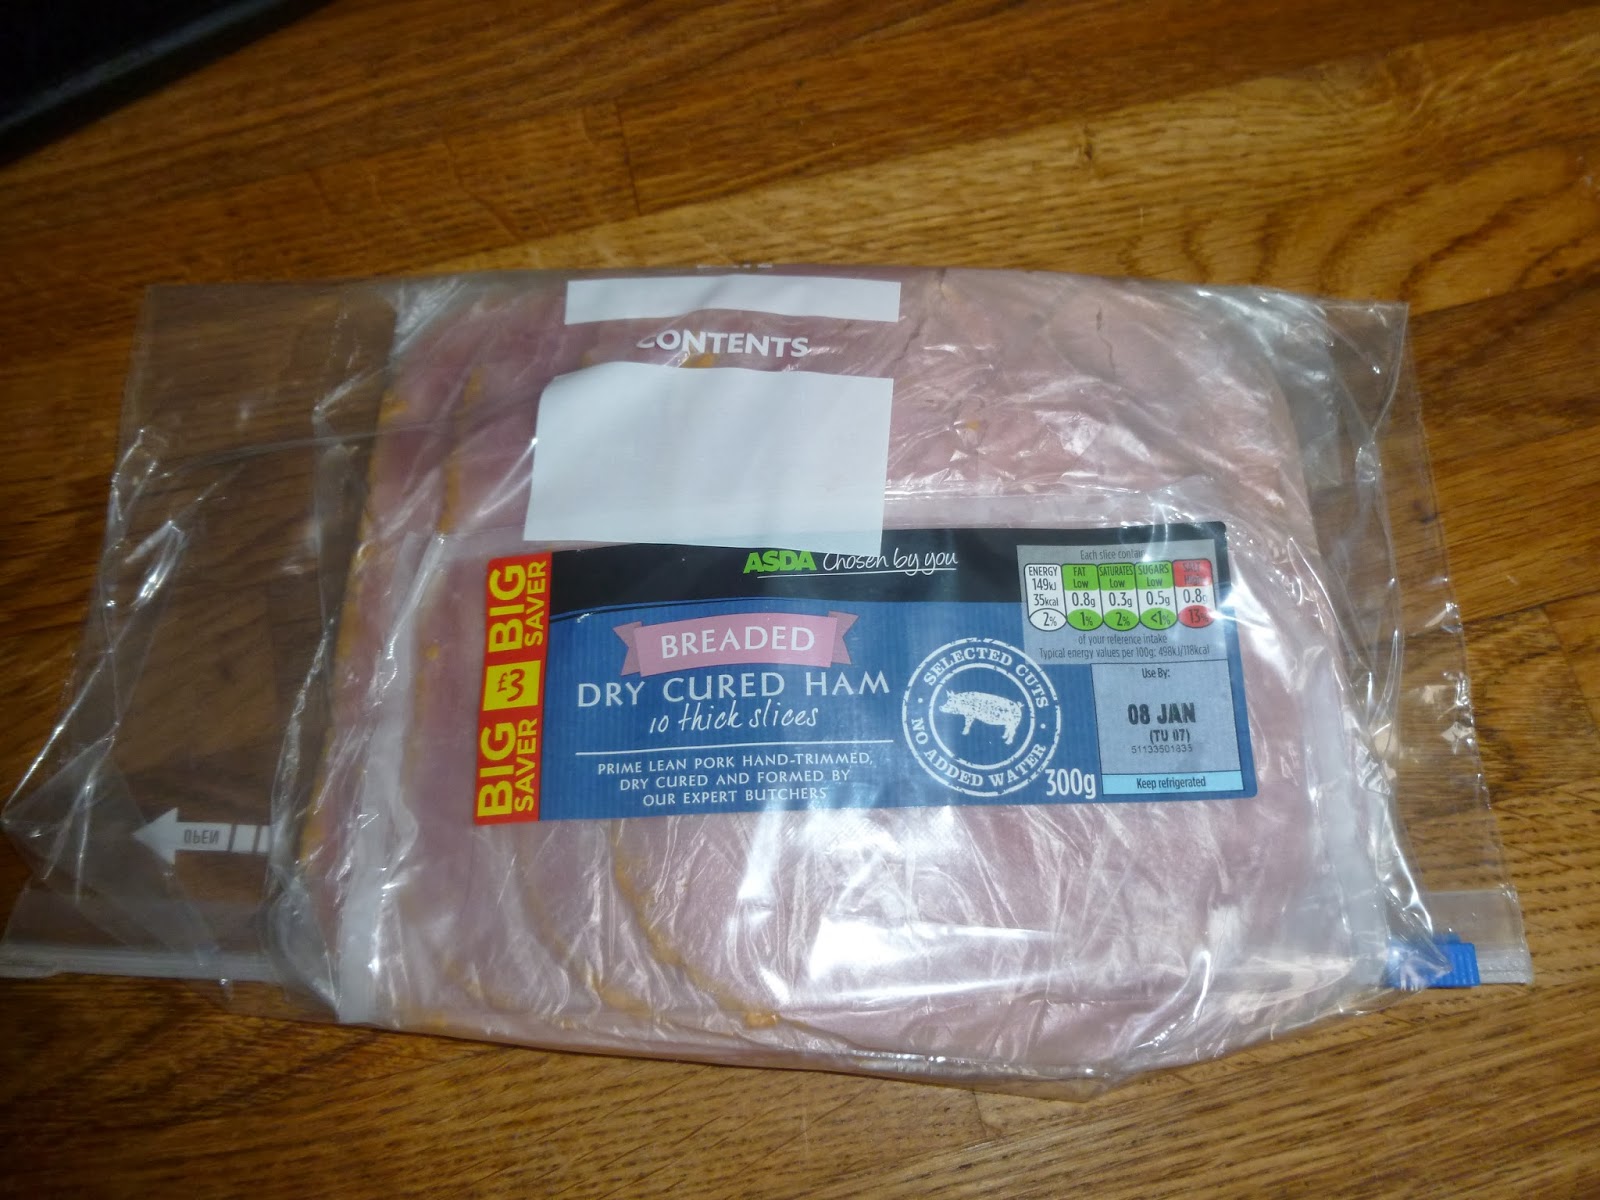 CONTENTS
ASDA Chosen by you
BIG SAVER £3 BIG SAVER
BREADED
DRY CURED HAM
10 thick slices
PRIME LEAN PORK HAND-TRIMMED,
DRY CURED AND FORMED BY
OUR EXPERT BUTCHERS
SELECTED CUTS
NO ADDED WATER
300g
Each slice contains
ENERGY FAT SATURATES SUGARS
149kJ Low Low Low
35kcal 0.8g 0.3g 0.5g 0.8g
2% 1% 2% <1% 13%
of your reference intake
Typical energy values per 100g: 498kJ/118kcal
Use By:
08 JAN
(TU 07)
51133501835
Keep refrigerated
OPEN